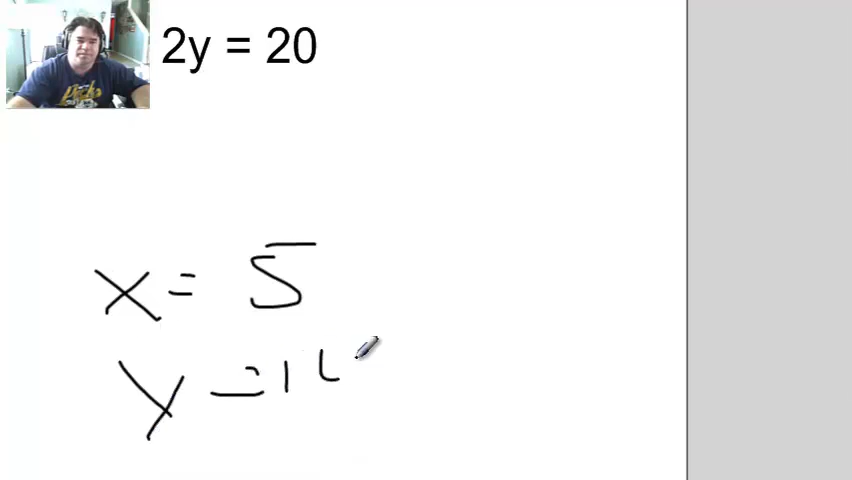 2y = 20
x = 5
y = 1